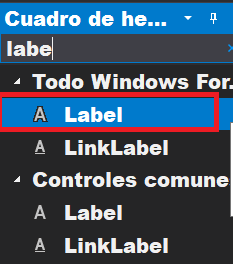 Cuadro de he...
labe
Todo Windows For...
Label
LinkLabel
Controles comune
Label
LinkLabel